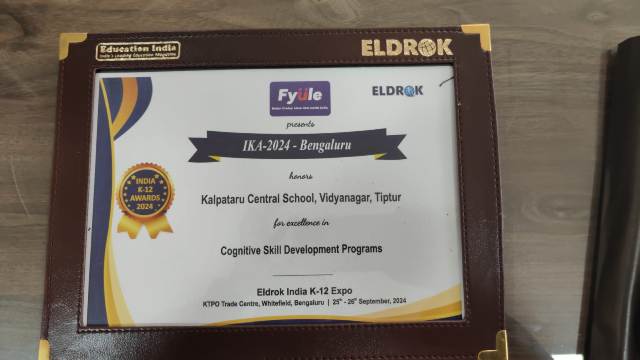 Education India
India's Leading Education Magazine
ELDROK
Fyüle
ELDROK
presents
IKA-2024 - Bengaluru
honors
Kalpataru Central School, Vidyanagar, Tiptur
for excellence in
Cognitive Skill Development Programs
INDIA
K-12
AWARDS
2024
Eldrok India K-12 Expo
KTPO Trade Centre, Whitefield, Bengaluru | 25th - 26th September, 2024